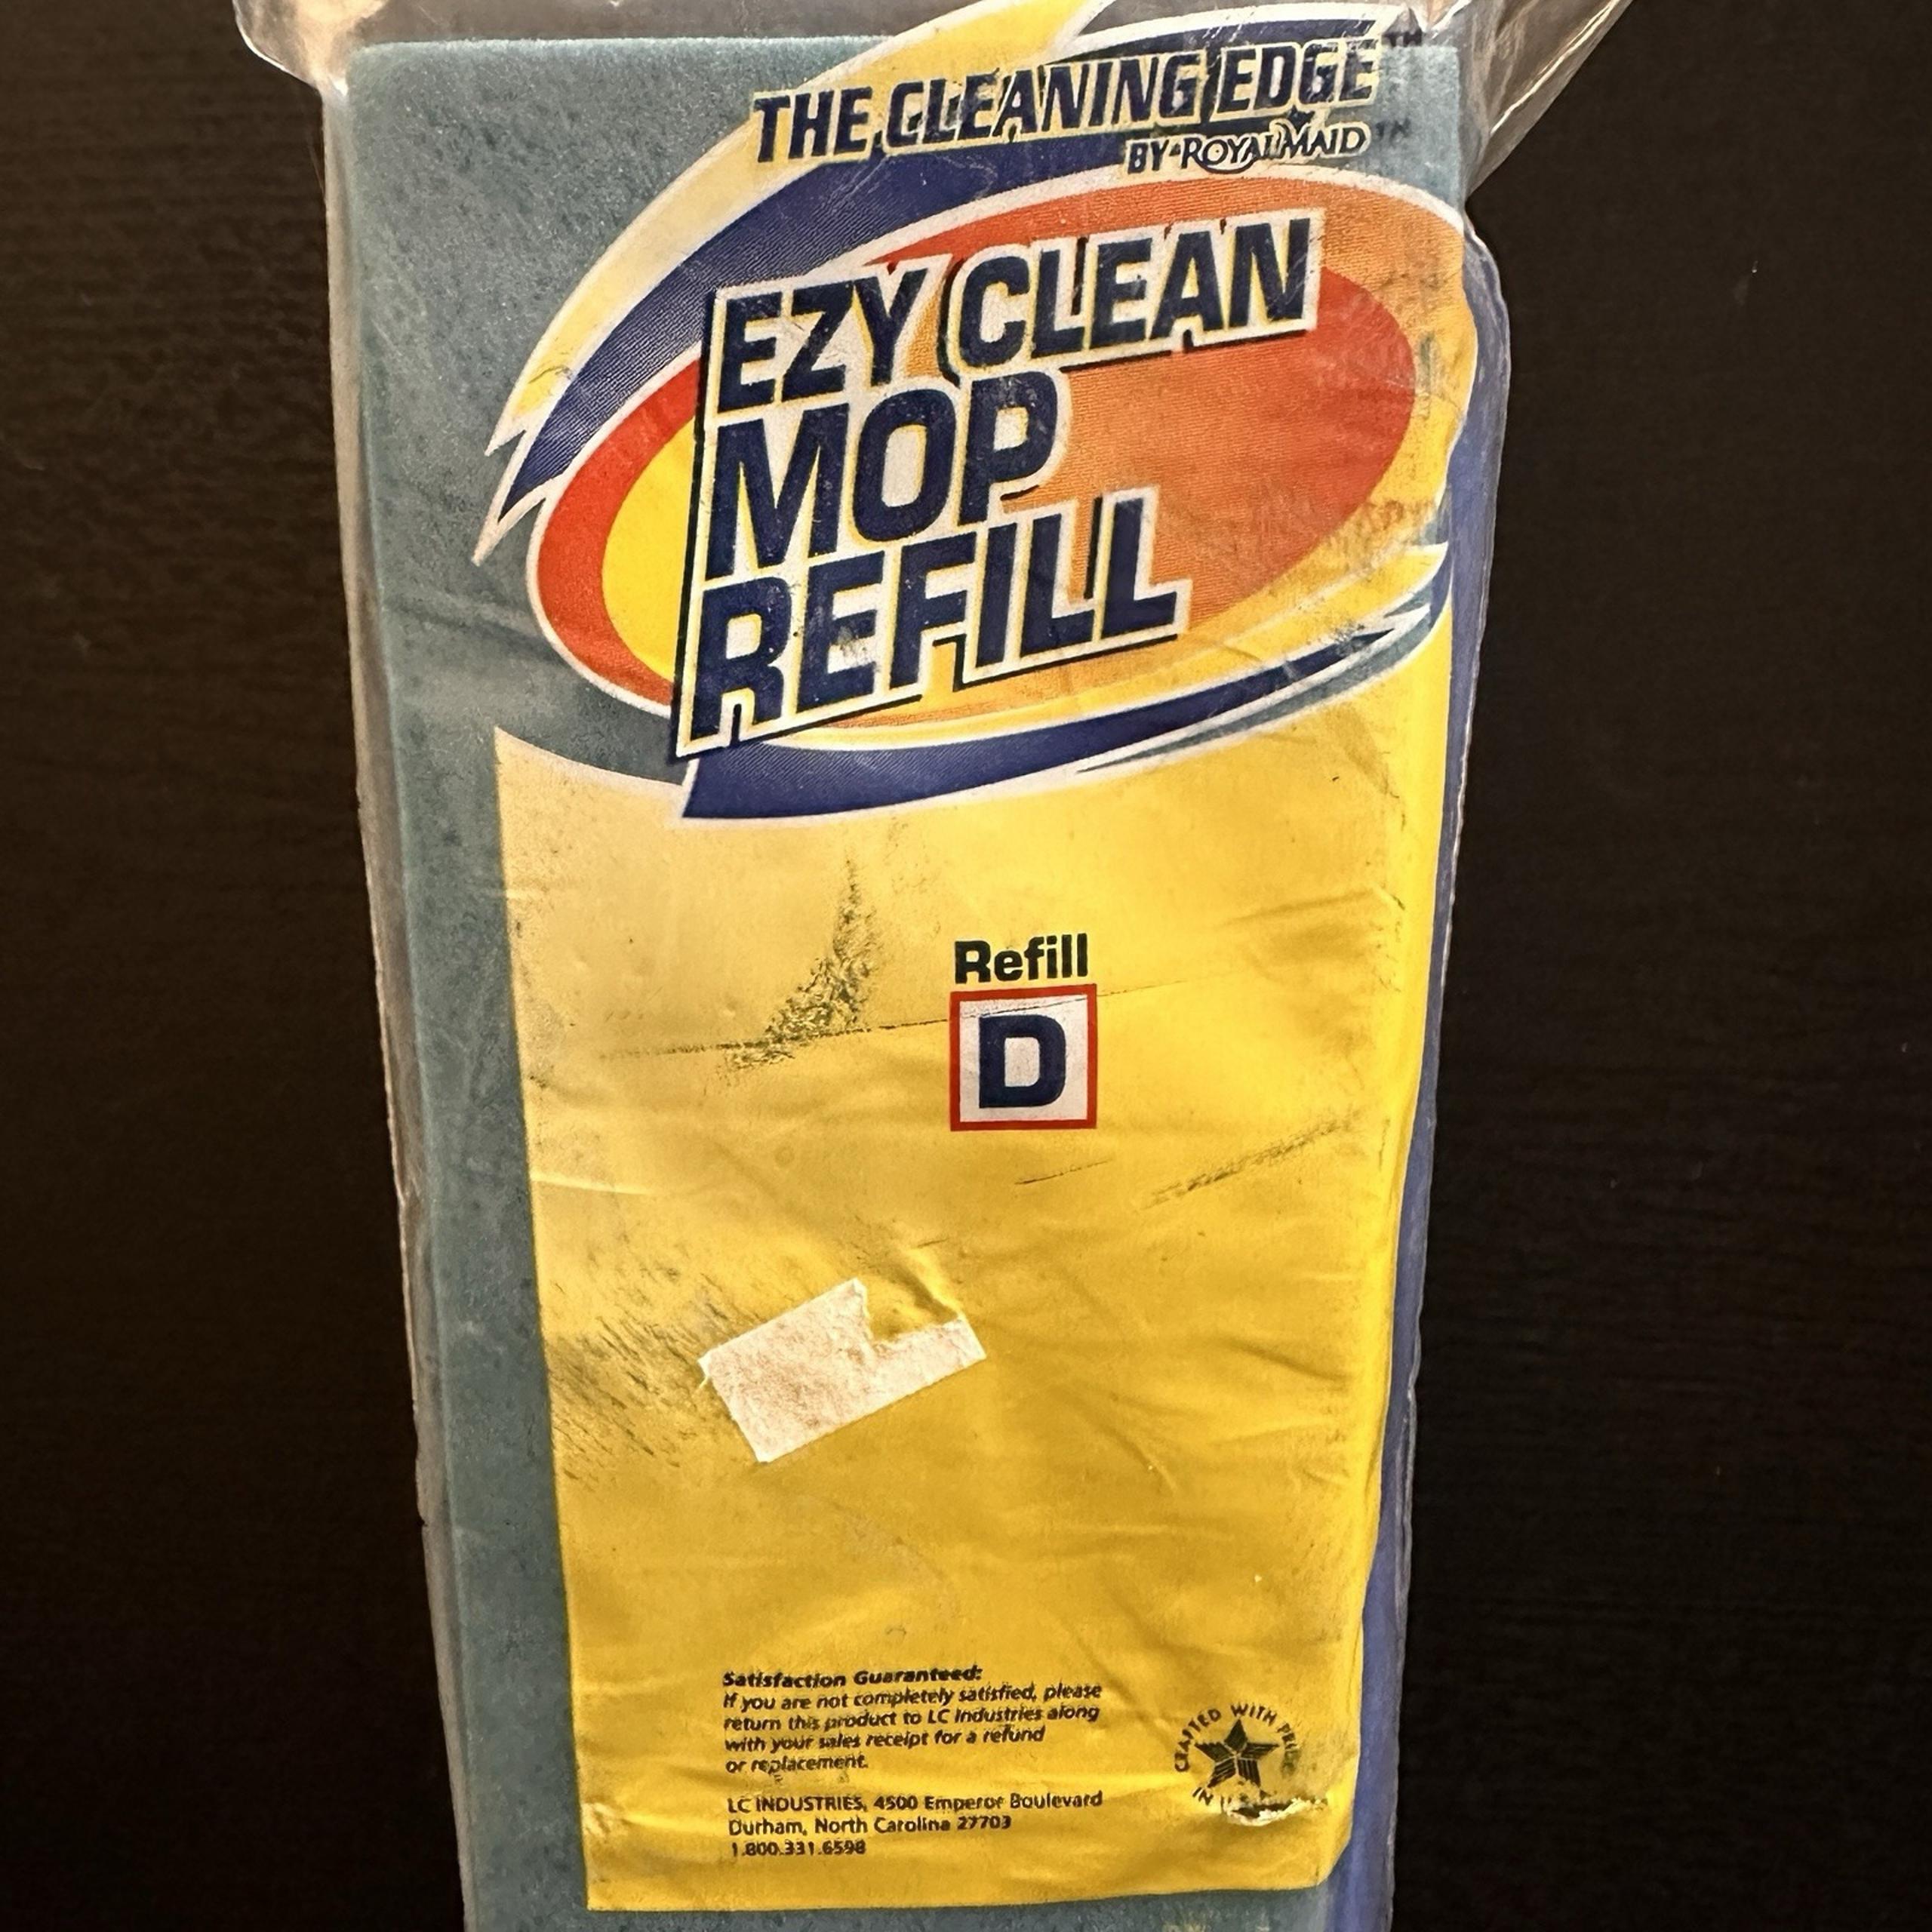 THE CLEANING EDGE™
BY ROYAL MAID™
EZY CLEAN
MOP
REFILL
Refill
D
Satisfaction Guaranteed:
If you are not completely satisfied, please
return this product to LC Industries along
with your sales receipt for a refund
or replacement.
LC INDUSTRIES, 4500 Emperor Boulevard
Durham, North Carolina 27703
1.800.331.6598
CRAFTED WITH PRIDE
IN U.S.A.